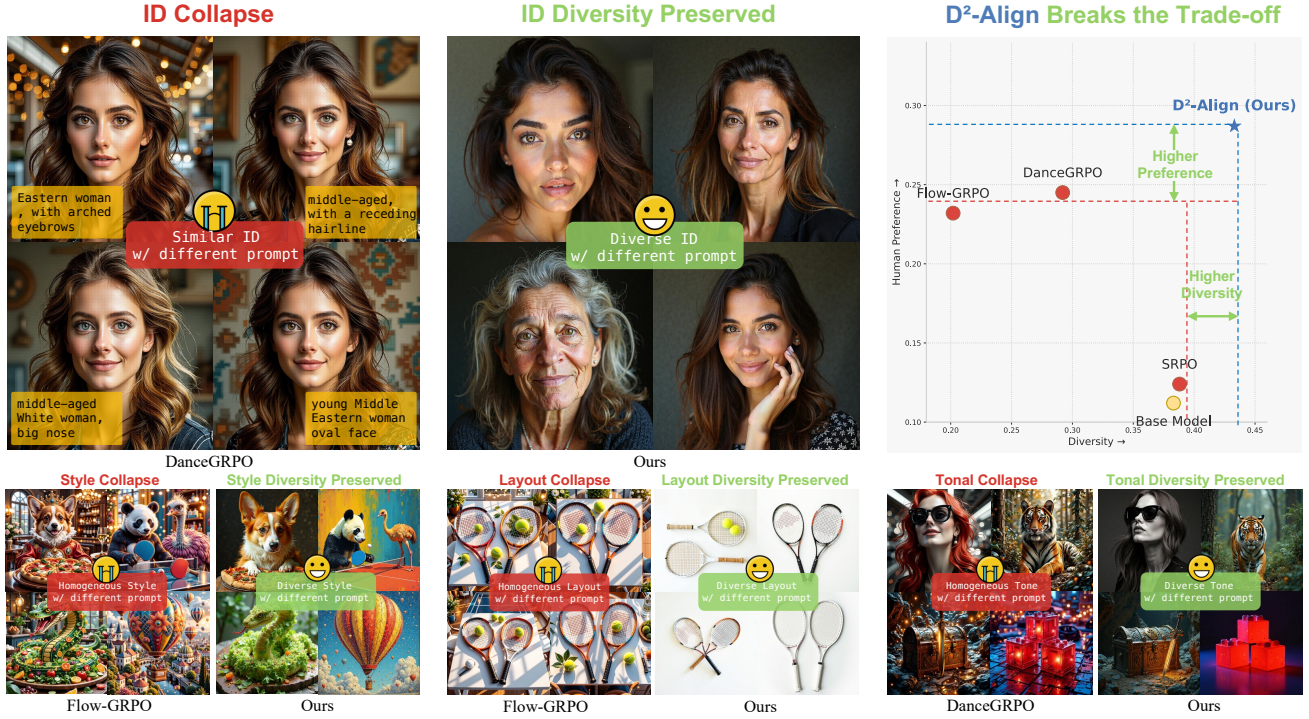 ID Collapse
ID Diversity Preserved
D²-Align Breaks the Trade-off
Eastern woman
, with arched
eyebrows
middle-aged,
with a receding
hairline
Similar ID
w/ different prompt
middle-aged
White woman,
big nose
young Middle
Eastern woman
oval face
DanceGRPO
Diverse ID
w/ different prompt
Ours
D²-Align (Ours)
Higher
Preference
DanceGRPO
Flow-GRPO
Higher
Diversity
SRPO
Base Model
Human Preference →
0.30
0.25
0.20
0.15
0.10
0.20
0.25
0.30
0.35
0.40
0.45
Diversity →
Style Collapse
Style Diversity Preserved
Homogeneous Style
w/ different prompt
Diverse Style
w/ different prompt
Flow-GRPO
Ours
Layout Collapse
Layout Diversity Preserved
Homogeneous Layout
w/ different prompt
Diverse Layout
w/ different prompt
Flow-GRPO
Ours
Tonal Collapse
Tonal Diversity Preserved
Homogeneous Tone
w/ different prompt
Diverse Tone
w/ different prompt
DanceGRPO
Ours